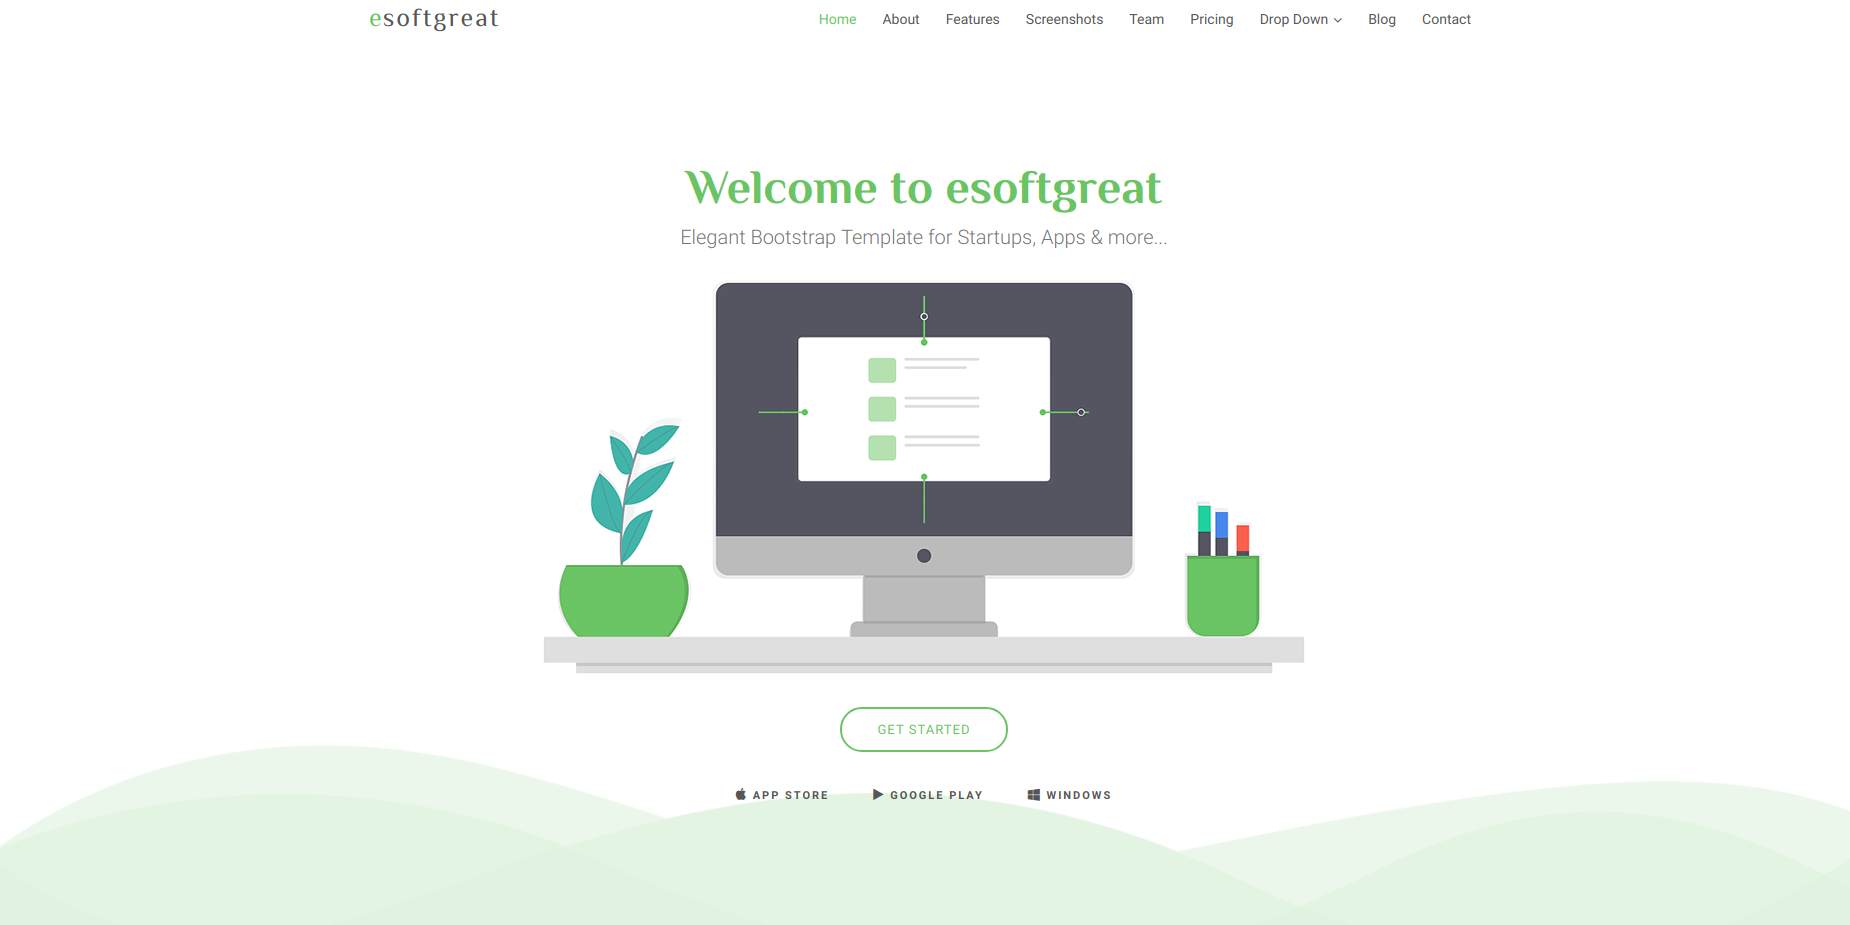 esoftgreat
Home About Features Screenshots Team Pricing Drop Down Blog Contact
Welcome to esoftgreat
Elegant Bootstrap Template for Startups, Apps & more...
GET STARTED
APP STORE GOOGLE PLAY WINDOWS